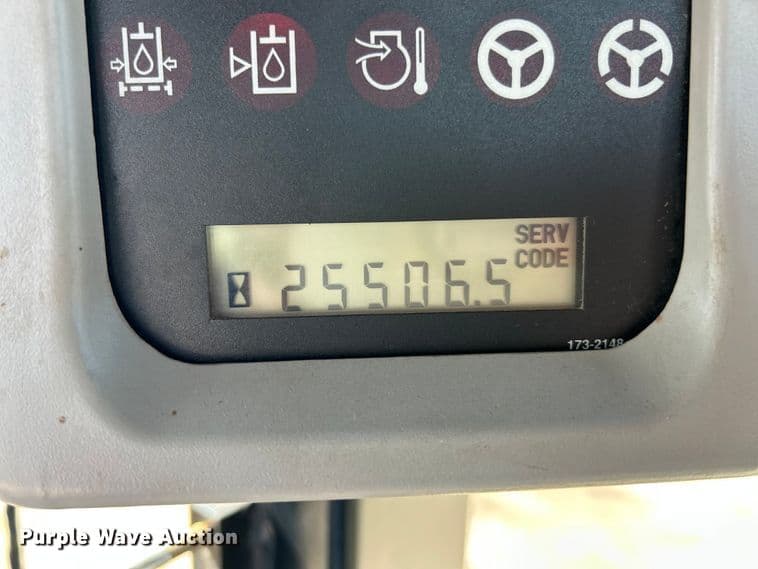 SERV
CODE
25506.5
173-2148
Purple Wave Auction